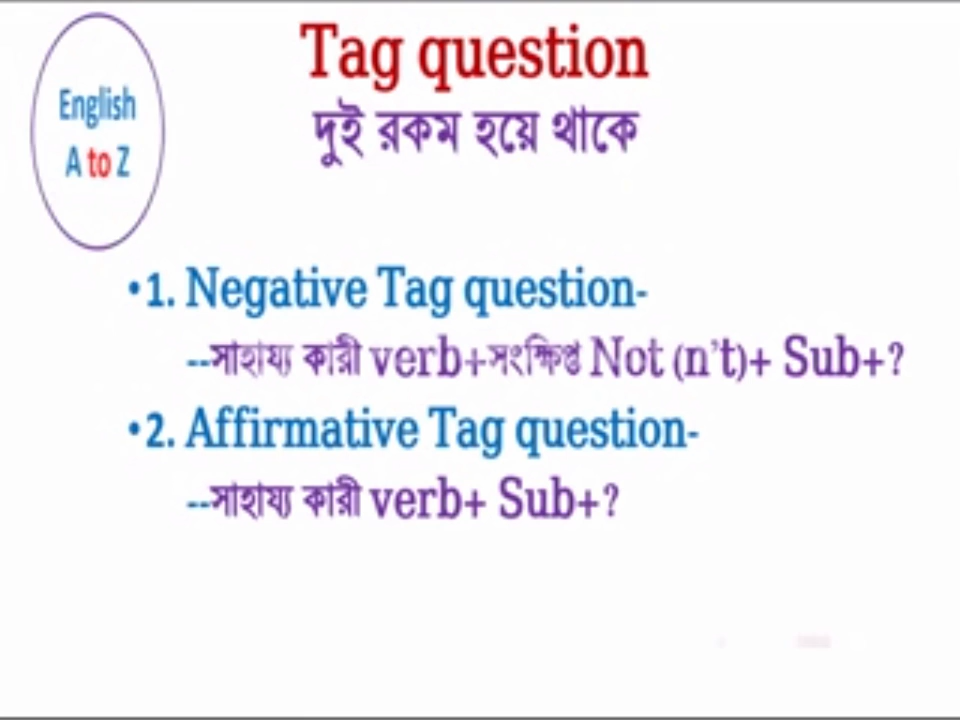 English
A to Z
Tag question
দুই রকম হয়ে থাকে
•1. Negative Tag question-
--সাহায্য কারী verb+সংক্ষিপ্ত Not (n't)+ Sub+?
•2. Affirmative Tag question-
--সাহায্য কারী verb+ Sub+?